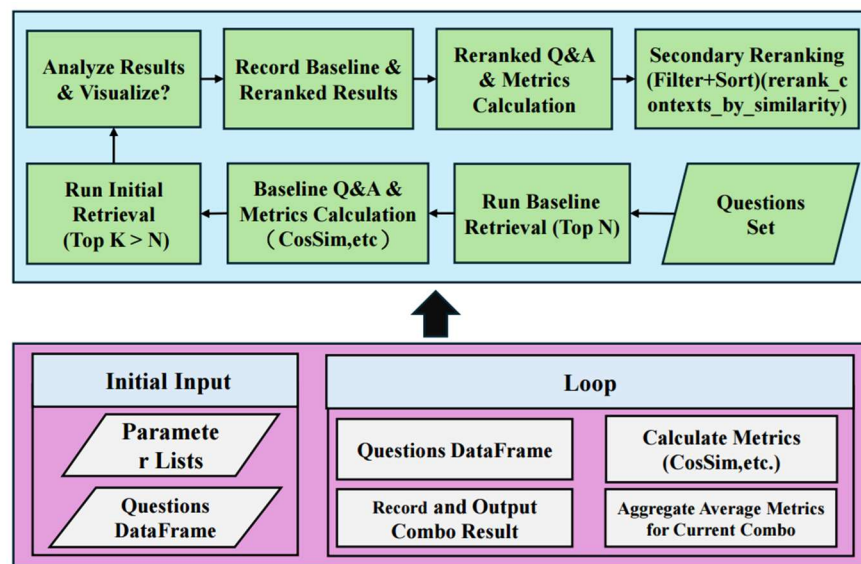 Analyze Results
& Visualize?
Record Baseline &
Reranked Results
Reranked Q&A
& Metrics
Calculation
Secondary Reranking
(Filter+Sort)(rerank_c
ontexts_by_similarity)
Run Initial
Retrieval
(Top K > N)
Baseline Q&A &
Metrics Calculation
（CosSim,etc）
Run Baseline
Retrieval (Top N)
Questions
Set
Initial Input
Paramete
r Lists
Questions
DataFrame
Loop
Questions DataFrame
Calculate Metrics
(CosSim,etc.)
Record and Output
Combo Result
Aggregate Average Metrics
for Current Combo